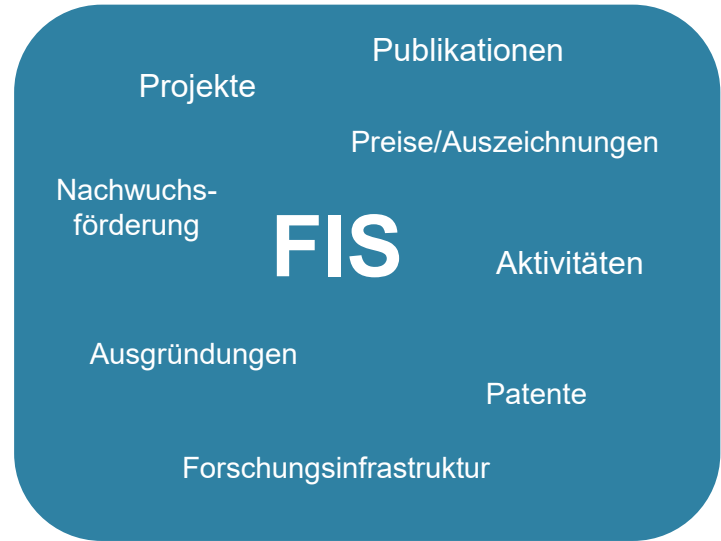 Publikationen
Projekte
Preise/Auszeichnungen
Nachwuchs-
förderung
FIS
Aktivitäten
Ausgründungen
Patente
Forschungsinfrastruktur